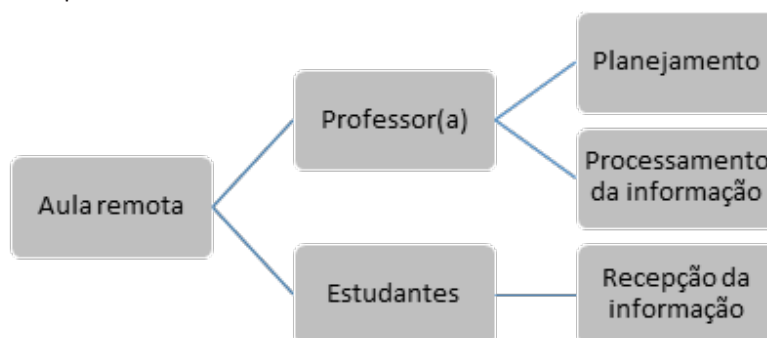 Planejamento
Professor(a)
Processamento
da informação
Aula remota
Estudantes
Recepção da
informação